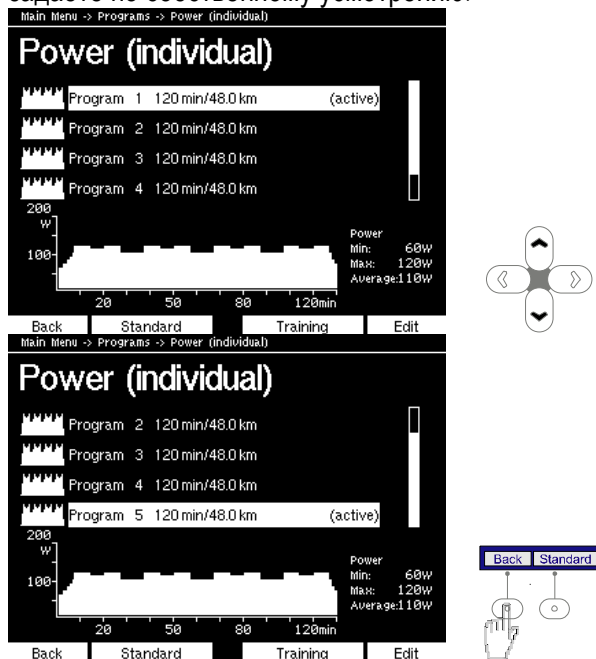 задаете по собственному усмотрению.
Main Menu -> Programs -> Power (individual)
Power (individual)
Program 1 120 min/48.0 km (active)
Program 2 120 min/48.0 km
Program 3 120 min/48.0 km
Program 4 120 min/48.0 km
200
W
100
Power
Min: 60W
Max: 120W
Average:110W
20 50 80 120min
Back Standard Training Edit
Main Menu -> Programs -> Power (individual)
Power (individual)
Program 2 120 min/48.0 km
Program 3 120 min/48.0 km
Program 4 120 min/48.0 km
Program 5 120 min/48.0 km (active)
200
W
100
Power
Min: 60W
Max: 120W
Average:110W
20 50 80 120min
Back Standard Training Edit
Back Standard